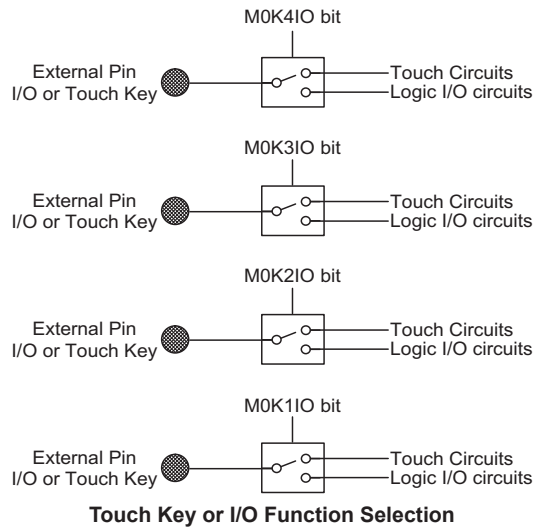 M0K4IO bit
External Pin
I/O or Touch Key
Touch Circuits
Logic I/O circuits
M0K3IO bit
External Pin
I/O or Touch Key
Touch Circuits
Logic I/O circuits
M0K2IO bit
External Pin
I/O or Touch Key
Touch Circuits
Logic I/O circuits
M0K1IO bit
External Pin
I/O or Touch Key
Touch Circuits
Logic I/O circuits
Touch Key or I/O Function Selection